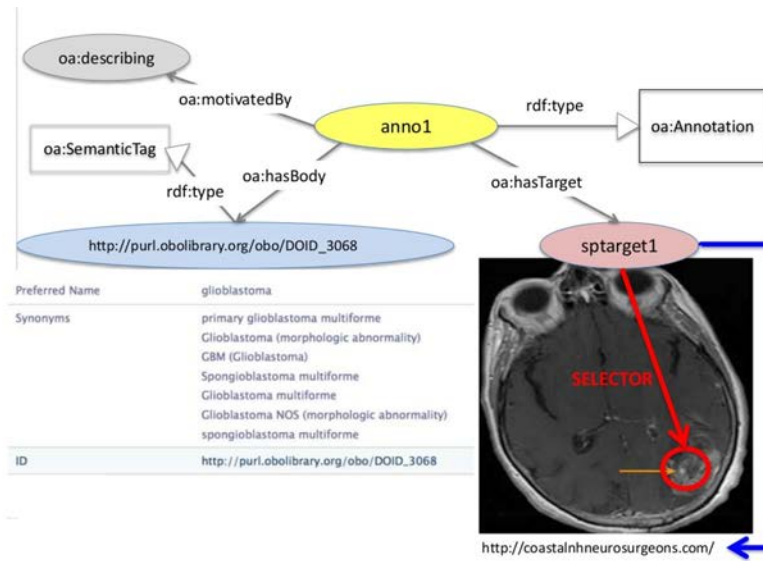 oa:describing
oa:motivatedBy
anno1
rdf:type
oa:Annotation
oa:SemanticTag
rdf:type
oa:hasBody
oa:hasTarget
http://purl.obolibrary.org/obo/DOID_3068
sptarget1
Preferred Name glioblastoma
Synonyms primary glioblastoma multiforme
Glioblastoma (morphologic abnormality)
GBM (Glioblastoma)
Spongioblastoma multiforme
Glioblastoma multiforme
Glioblastoma NOS (morphologic abnormality)
spongioblastoma multiforme
ID http://purl.obolibrary.org/obo/DOID_3068
SELECTOR
http://coastalnhneurosurgeons.com/